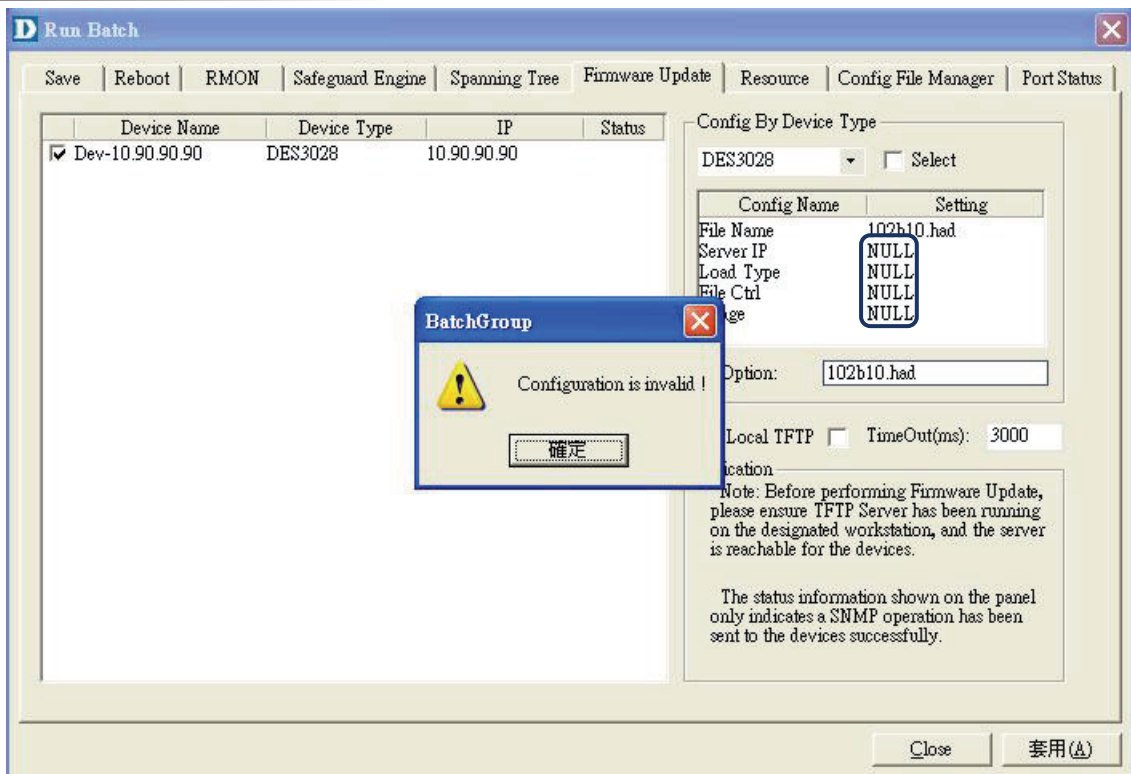 D Run Batch
Save Reboot RMON Safeguard Engine Spanning Tree Firmware Update Resource Config File Manager Port Status
Device Name Device Type IP Status
Dev-10.90.90.90 DES3028 10.90.90.90
Config By Device Type
DES3028 Select
Config Name Setting
File Name 102b10.had
Server IP NULL
Load Type NULL
File Ctrl NULL
NULL
Option: 102b10.had
Local TFTP TimeOut(ms): 3000
BatchGroup
Configuration is invalid !
確定
Note: Before performing Firmware Update,
please ensure TFTP Server has been running
on the designated workstation, and the server
is reachable for the devices.
The status information shown on the panel
only indicates a SNMP operation has been
sent to the devices successfully.
Close 套用(A)